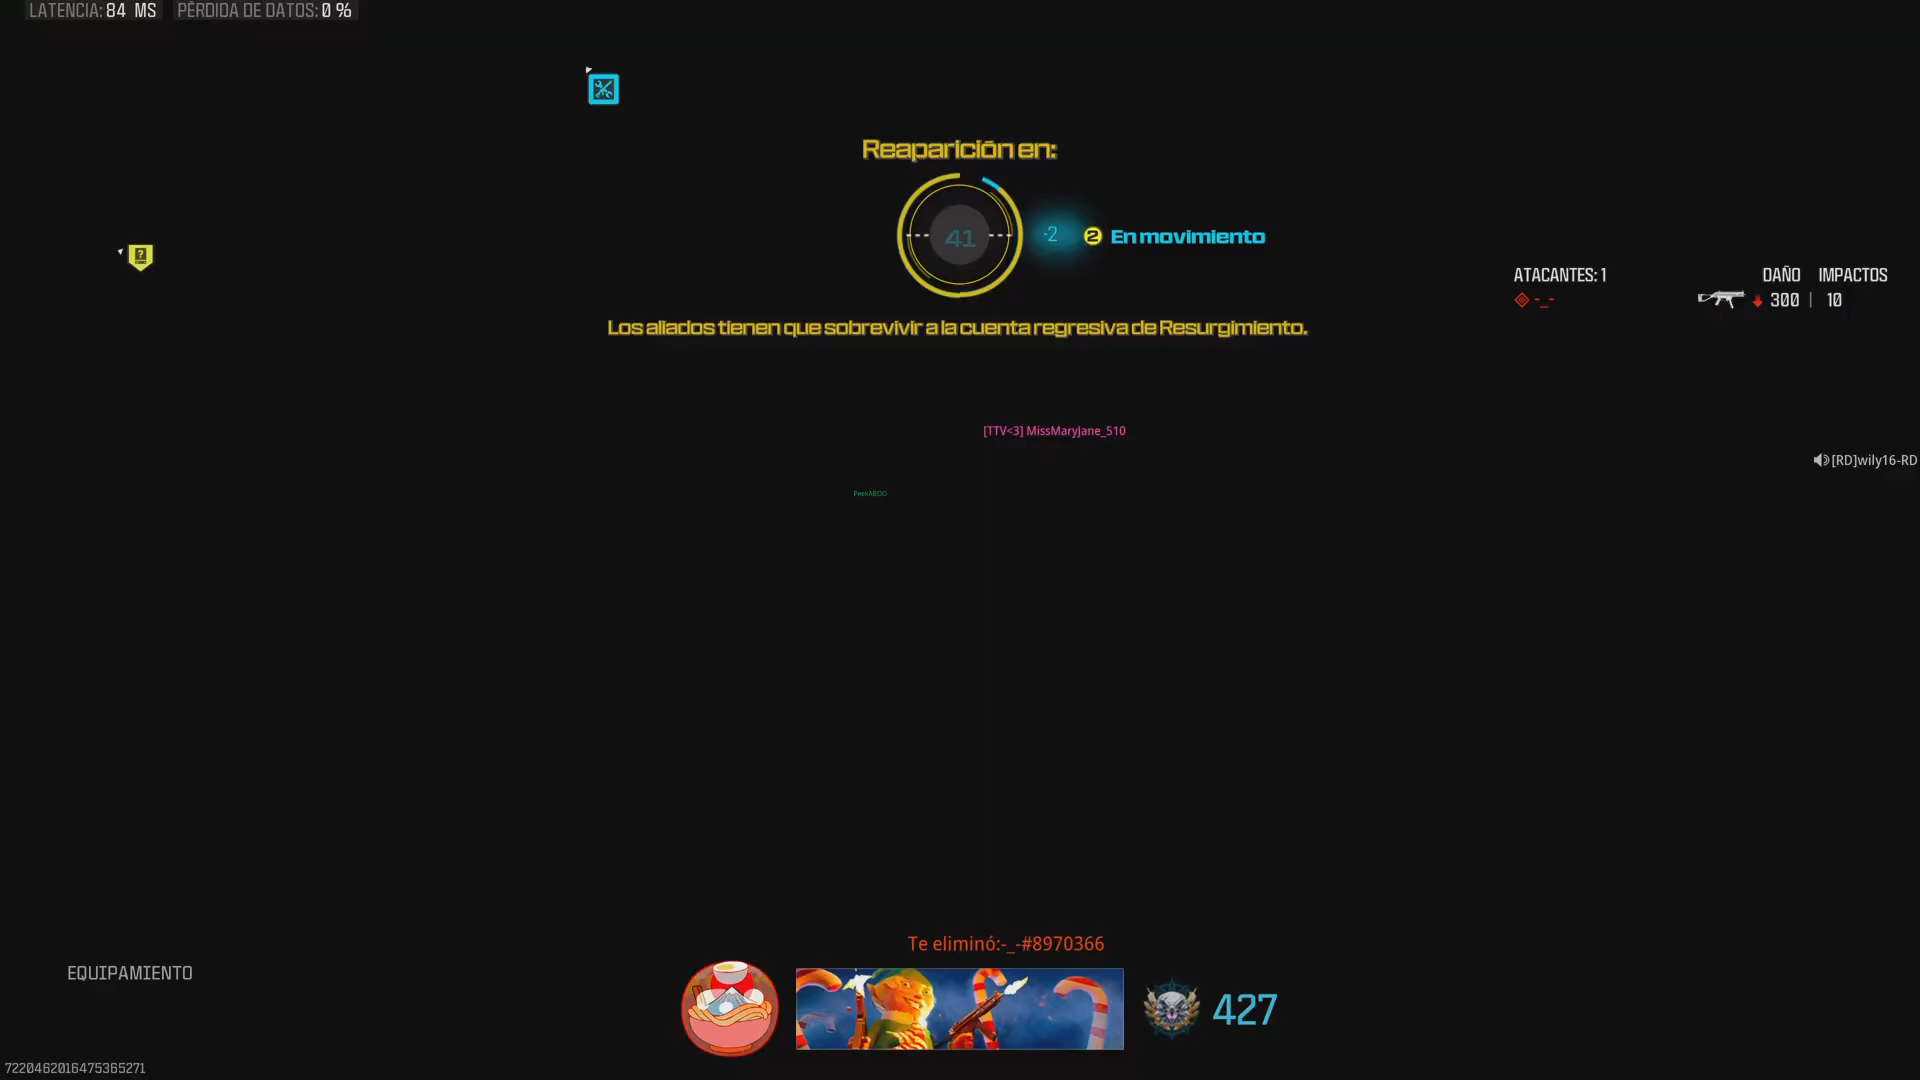 LATENCIA: 84 MS PÉRDIDA DE DATOS: 0 %
Reaparición en:
41
-2 2 En movimiento
ATACANTES: 1 DAÑO IMPACTOS
-_- 300 | 10
Los aliados tienen que sobrevivir a la cuenta regresiva de Resurgimiento.
[TTV<3] MissMaryJane_510
[RD]wily16-RD
PeekABOO
Te eliminó:-_-#8970366
EQUIPAMIENTO
427
7220462016475365271